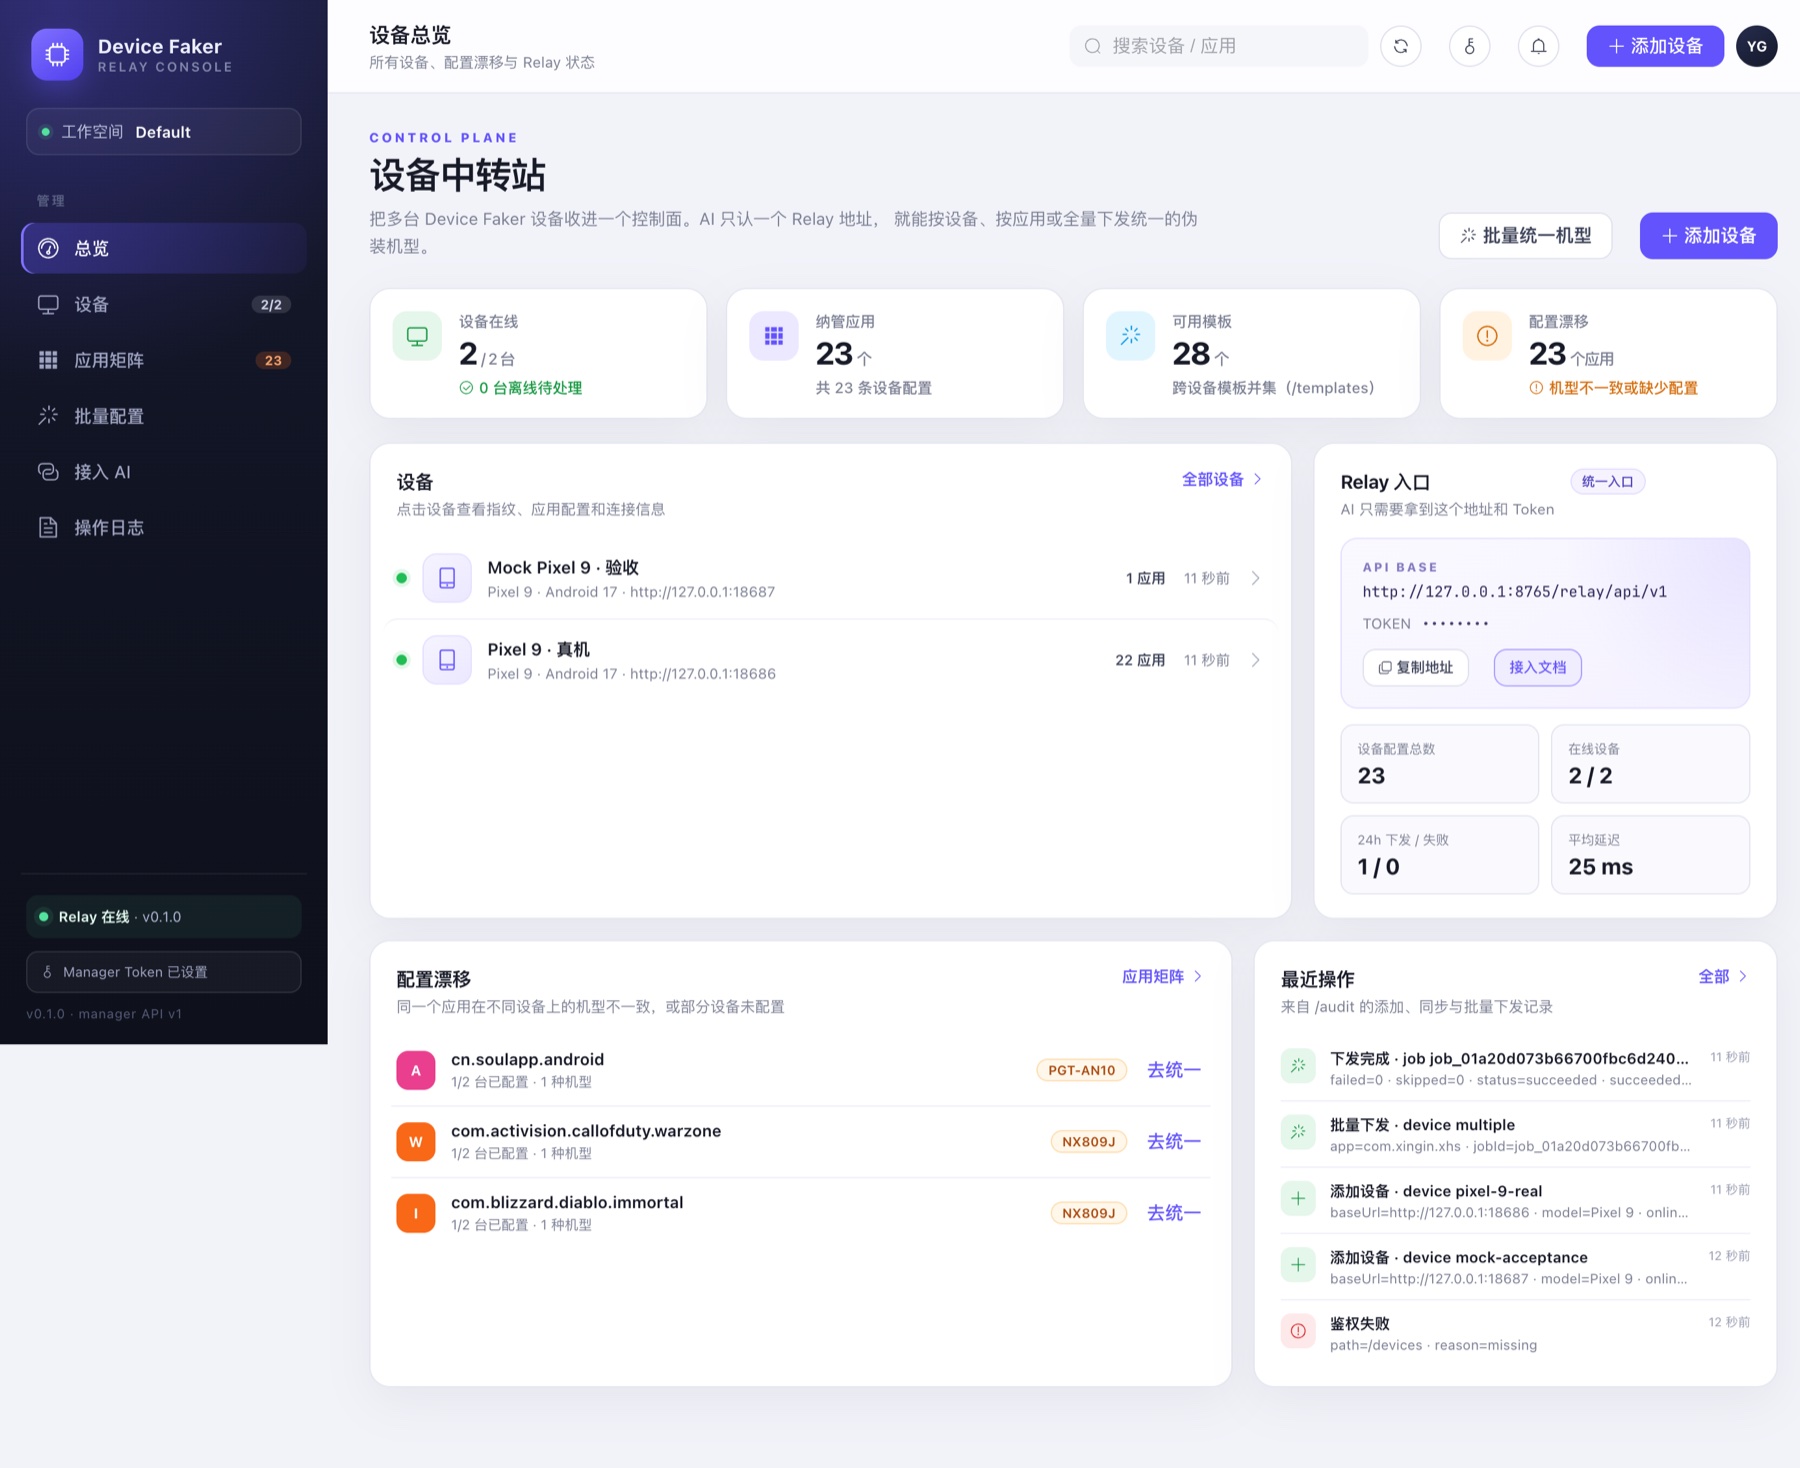 Device Faker
RELAY CONSOLE
工作空间 Default
管理
总览
设备 2/2
应用矩阵 23
批量配置
接入 AI
操作日志
Relay 在线 · v0.1.0
Manager Token 已设置
v0.1.0 · manager API v1
设备总览
所有设备、配置漂移与 Relay 状态
搜索设备 / 应用
添加设备
YG
CONTROL PLANE
设备中转站
把多台 Device Faker 设备收进一个控制面。AI 只认一个 Relay 地址， 就能按设备、按应用或全量下发统一的伪
装机型。
批量统一机型
添加设备
设备在线
2 / 2 台
0 台离线待处理
纳管应用
23 个
共 23 条设备配置
可用模板
28 个
跨设备模板并集（/templates）
配置漂移
23 个应用
机型不一致或缺少配置
设备
全部设备
点击设备查看指纹、应用配置和连接信息
Mock Pixel 9 · 验收
Pixel 9 · Android 17 · http://127.0.0.1:18687
1 应用 11 秒前
Pixel 9 · 真机
Pixel 9 · Android 17 · http://127.0.0.1:18686
22 应用 11 秒前
Relay 入口
统一入口
AI 只需要拿到这个地址和 Token
API BASE
http://127.0.0.1:8765/relay/api/v1
TOKEN ••••••••
复制地址
接入文档
设备配置总数
23
在线设备
2 / 2
24h 下发 / 失败
1 / 0
平均延迟
25 ms
配置漂移
应用矩阵
同一个应用在不同设备上的机型不一致，或部分设备未配置
A
cn.soulapp.android
1/2 台已配置 · 1 种机型
PGT-AN10
去统一
W
com.activision.callofduty.warzone
1/2 台已配置 · 1 种机型
NX809J
去统一
I
com.blizzard.diablo.immortal
1/2 台已配置 · 1 种机型
NX809J
去统一
最近操作
全部
来自 /audit 的添加、同步与批量下发记录
下发完成 · job job_01a20d073b66700fbc6d240...
11 秒前
failed=0 · skipped=0 · status=succeeded · succeeded...
批量下发 · device multiple
11 秒前
app=com.xingin.xhs · jobId=job_01a20d073b66700fb...
添加设备 · device pixel-9-real
11 秒前
baseUrl=http://127.0.0.1:18686 · model=Pixel 9 · onlin...
添加设备 · device mock-acceptance
12 秒前
baseUrl=http://127.0.0.1:18687 · model=Pixel 9 · onlin...
鉴权失败
12 秒前
path=/devices · reason=missing